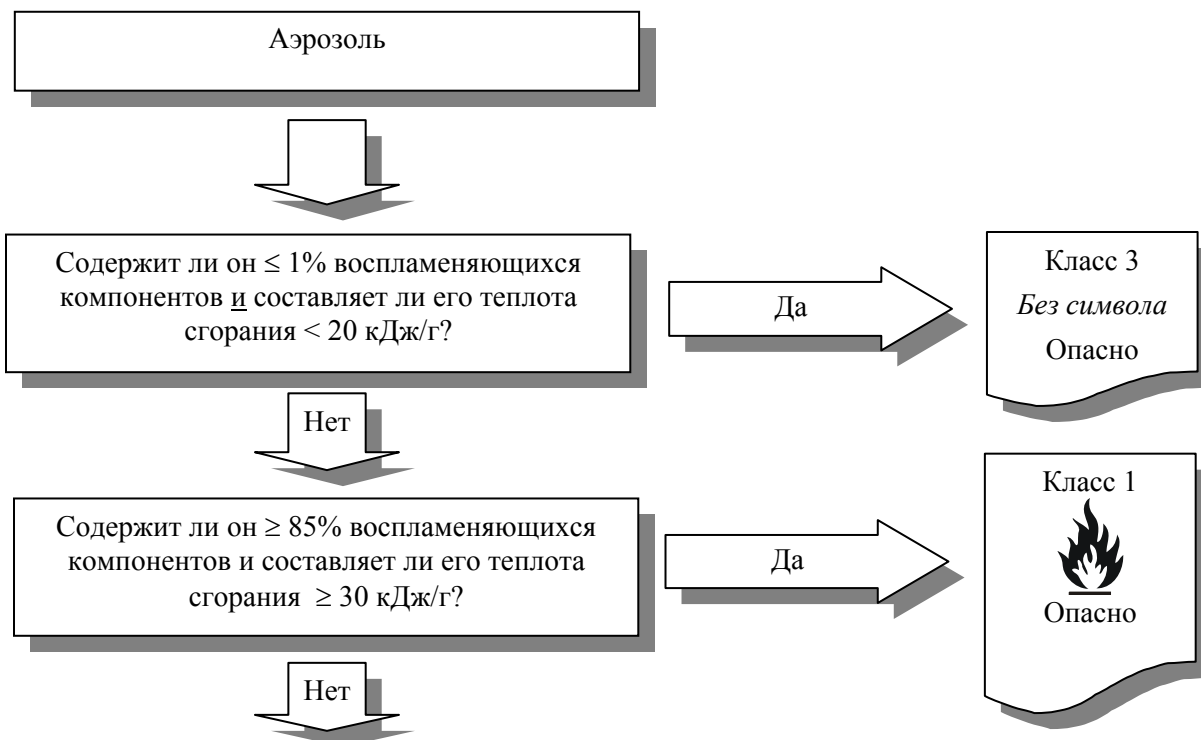 Аэрозоль
Содержит ли он ≤ 1% воспламеняющихся
компонентов и составляет ли его теплота
сгорания < 20 кДж/г?
Да
Класс 3
Без символа
Опасно
Нет
Содержит ли он ≥ 85% воспламеняющихся
компонентов и составляет ли его теплота
сгорания ≥ 30 кДж/г?
Да
Класс 1
Опасно
Нет